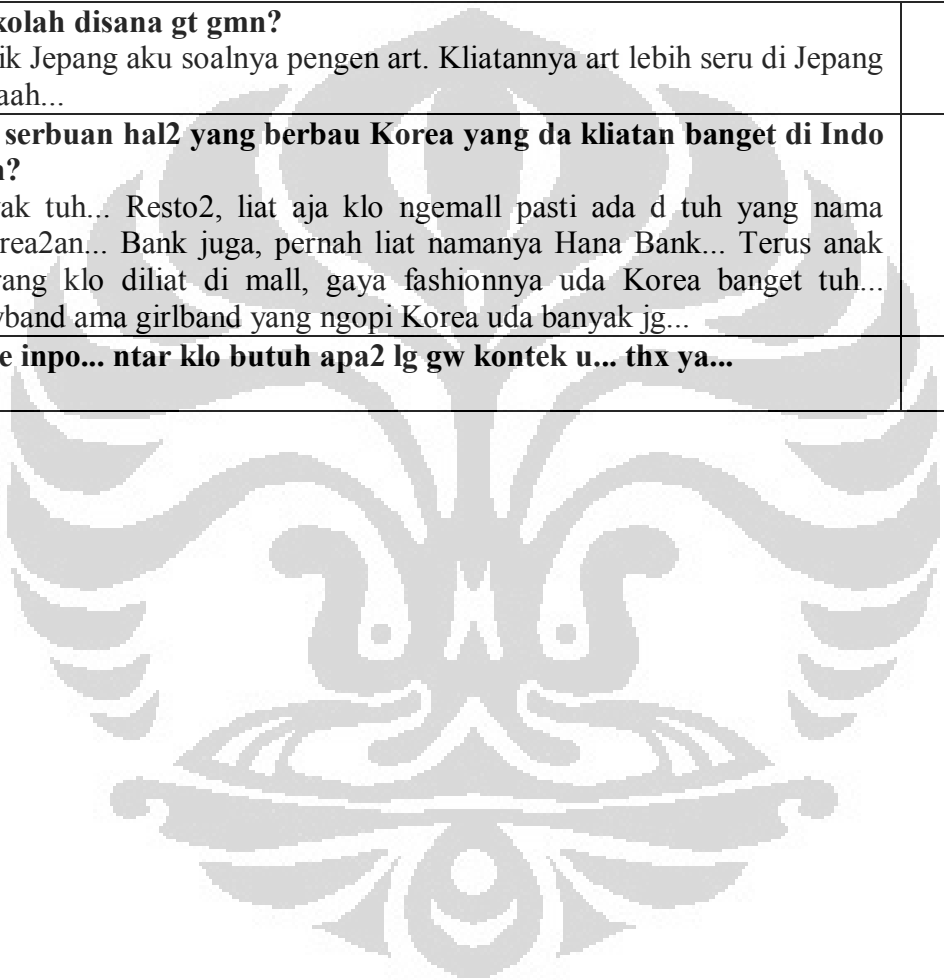 kolah disana gt gmn?
ik Jepang aku soalnya pengen art. Kliatannya art lebih seru di Jepang
aah...
serbuan hal2 yang berbau Korea yang da kliatan banget di Indo
?
ak tuh... Resto2, liat aja klo ngemall pasti ada d tuh yang nama
rea2an... Bank juga, pernah liat namanya Hana Bank... Terus anak
rang klo diliat di mall, gaya fashionnya uda Korea banget tuh...
yband ama girlband yang ngopi Korea uda banyak jg...
e inpo... ntar klo butuh apa2 lg gw kontek u... thx ya...